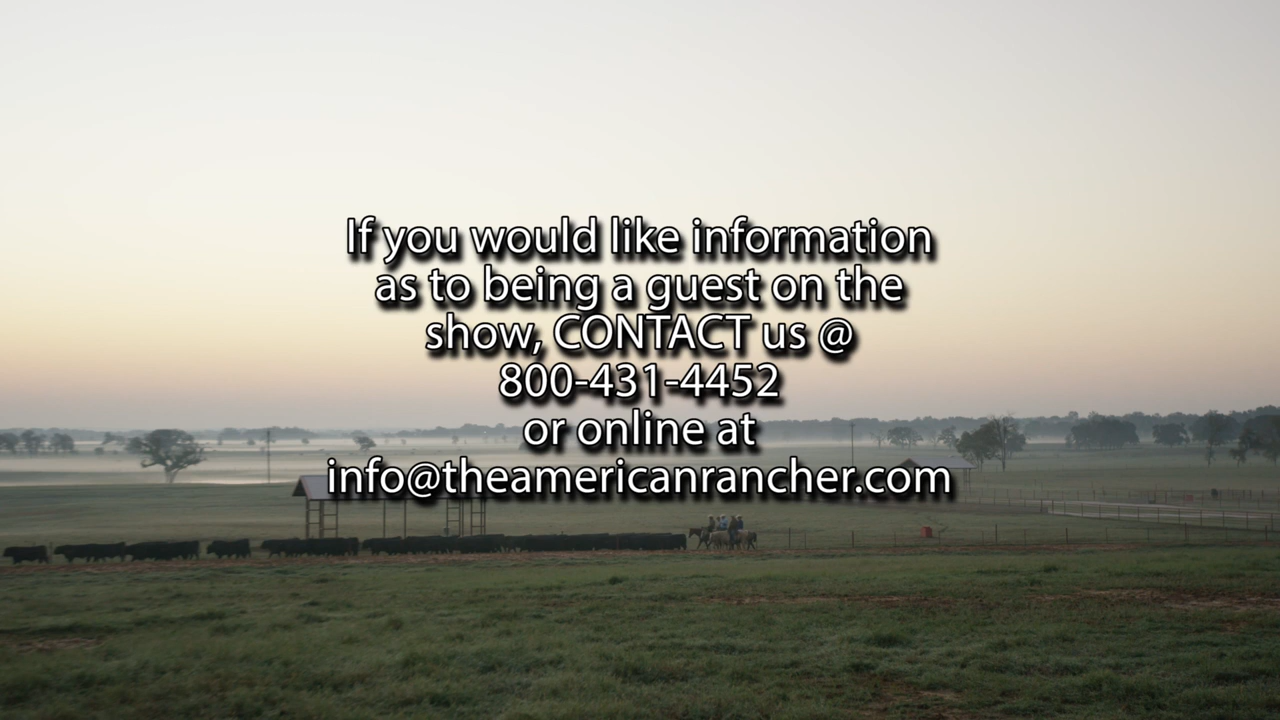 If you would like information
as to being a guest on the
show, CONTACT us @
800-431-4452
or online at
info@theamericanrancher.com